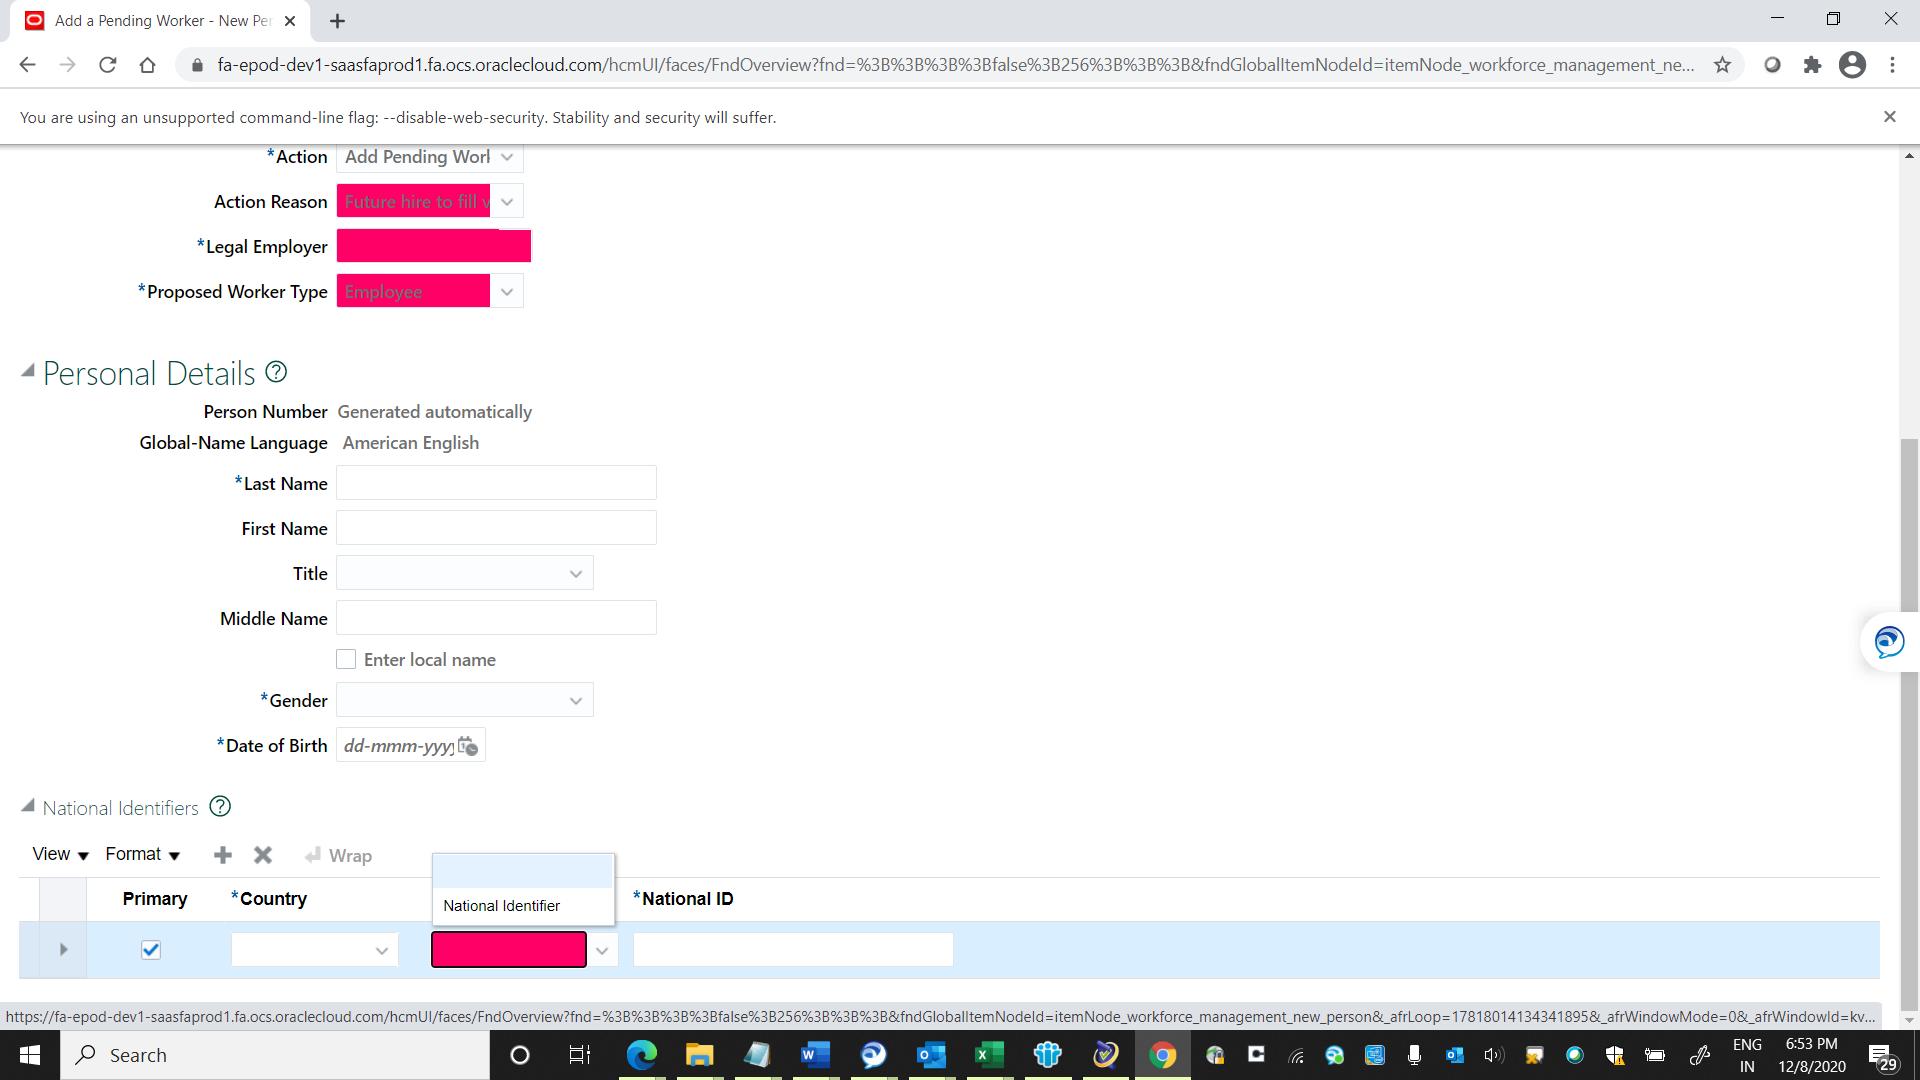 Add a Pending Worker - New Per
fa-epod-dev1-saasfaprod1.fa.ocs.oraclecloud.com/hcmUI/faces/FndOverview?fnd=%3B%3B%3B%3Bfalse%3B256%3B%3B%3B&fndGlobalItemNodeId=itemNode_workforce_management_ne...
You are using an unsupported command-line flag: --disable-web-security. Stability and security will suffer.
*Action Add Pending Worl
Action Reason Future hire to fill v
*Legal Employer
*Proposed Worker Type Employee
Personal Details ?
Person Number Generated automatically
Global-Name Language American English
*Last Name
First Name
Title
Middle Name
Enter local name
*Gender
*Date of Birth dd-mmm-yyyy
National Identifiers ?
View Format Wrap
Primary *Country National Identifier *National ID
https://fa-epod-dev1-saasfaprod1.fa.ocs.oraclecloud.com/hcmUI/faces/FndOverview?fnd=%3B%3B%3B%3Bfalse%3B256%3B%3B%3B&fndGlobalItemNodeId=itemNode_workforce_management_new_person&_afrLoop=17818014134341895&_afrWindowMode=0&_afrWindowId=kv...
Search
ENG
IN
6:53 PM
12/8/2020
29